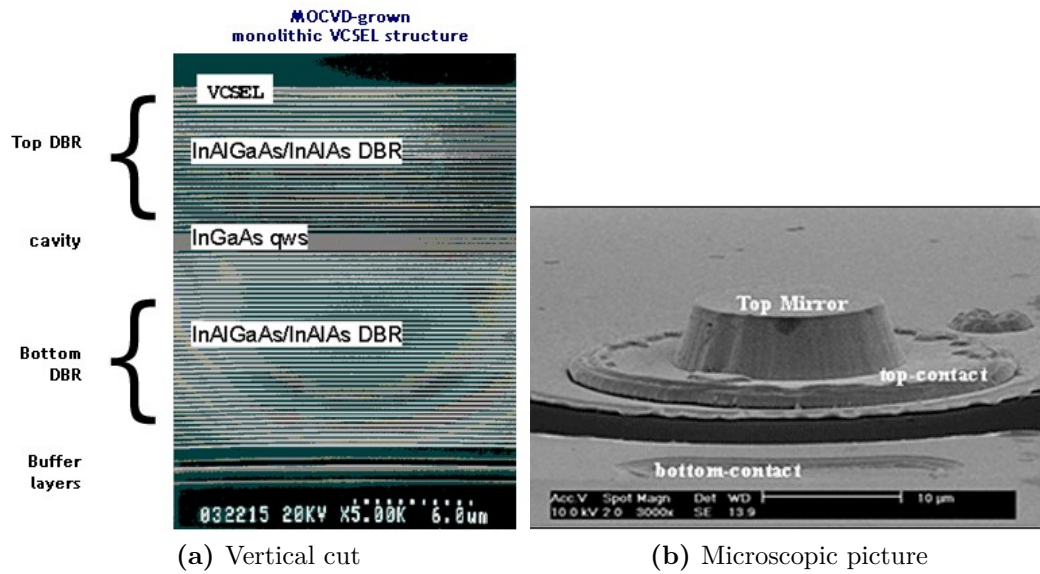 MOCVD-grown
monolithic VCSEL structure
VCSEL
Top DBR
InAlGaAs/InAlAs DBR
cavity
InGaAs qws
InAlGaAs/InAlAs DBR
Bottom
DBR
Buffer
layers
032215 20KV X5.00K 6.0um
(a) Vertical cut
Top Mirror
top-contact
bottom-contact
Acc.V Spot Magn Det WD 10 µm
10.0 kV 2.0 3000x SE 13.9
(b) Microscopic picture